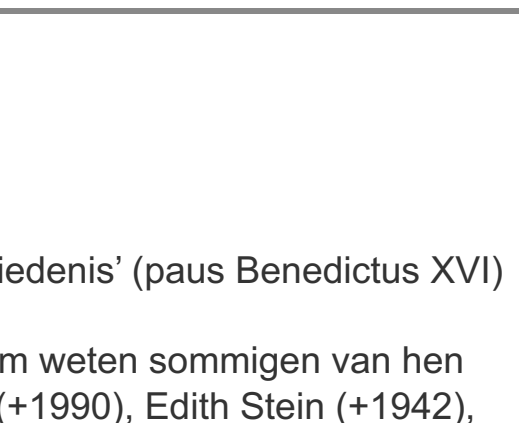 iedenis’ (paus Benedictus XVI)
m weten sommigen van hen
(+1990), Edith Stein (+1942),